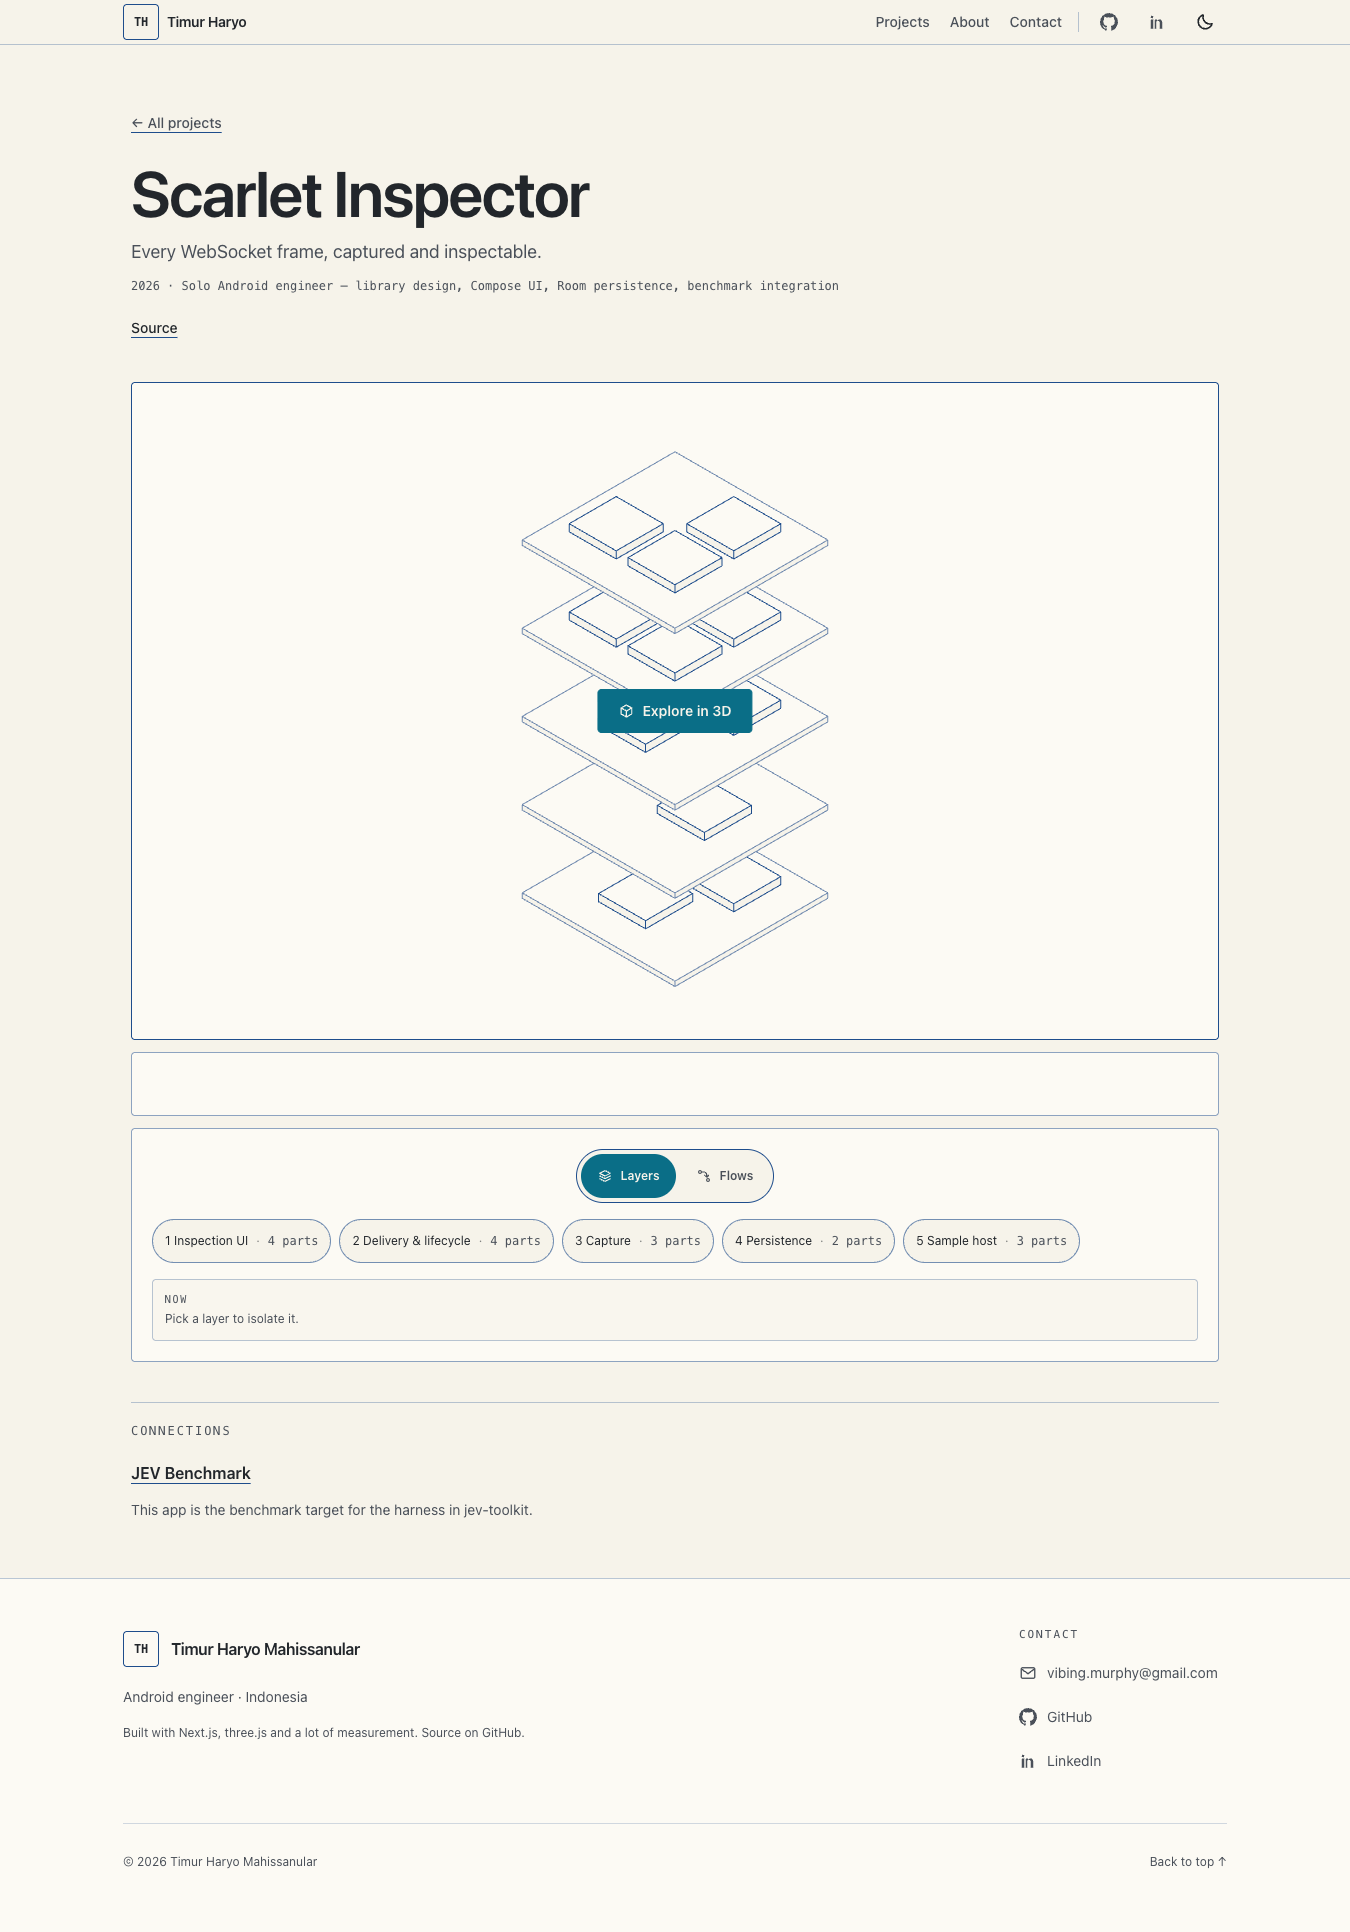 TH Timur Haryo Projects About Contact
← All projects
Scarlet Inspector
Every WebSocket frame, captured and inspectable.
2026 · Solo Android engineer — library design, Compose UI, Room persistence, benchmark integration
Source
Explore in 3D
Layers Flows
1 Inspection UI · 4 parts 2 Delivery & lifecycle · 4 parts 3 Capture · 3 parts 4 Persistence · 2 parts 5 Sample host · 3 parts
NOW
Pick a layer to isolate it.
CONNECTIONS
JEV Benchmark
This app is the benchmark target for the harness in jev-toolkit.
TH Timur Haryo Mahissanular
Android engineer · Indonesia
Built with Next.js, three.js and a lot of measurement. Source on GitHub.
CONTACT
vibing.murphy@gmail.com
GitHub
LinkedIn
© 2026 Timur Haryo Mahissanular
Back to top ↑